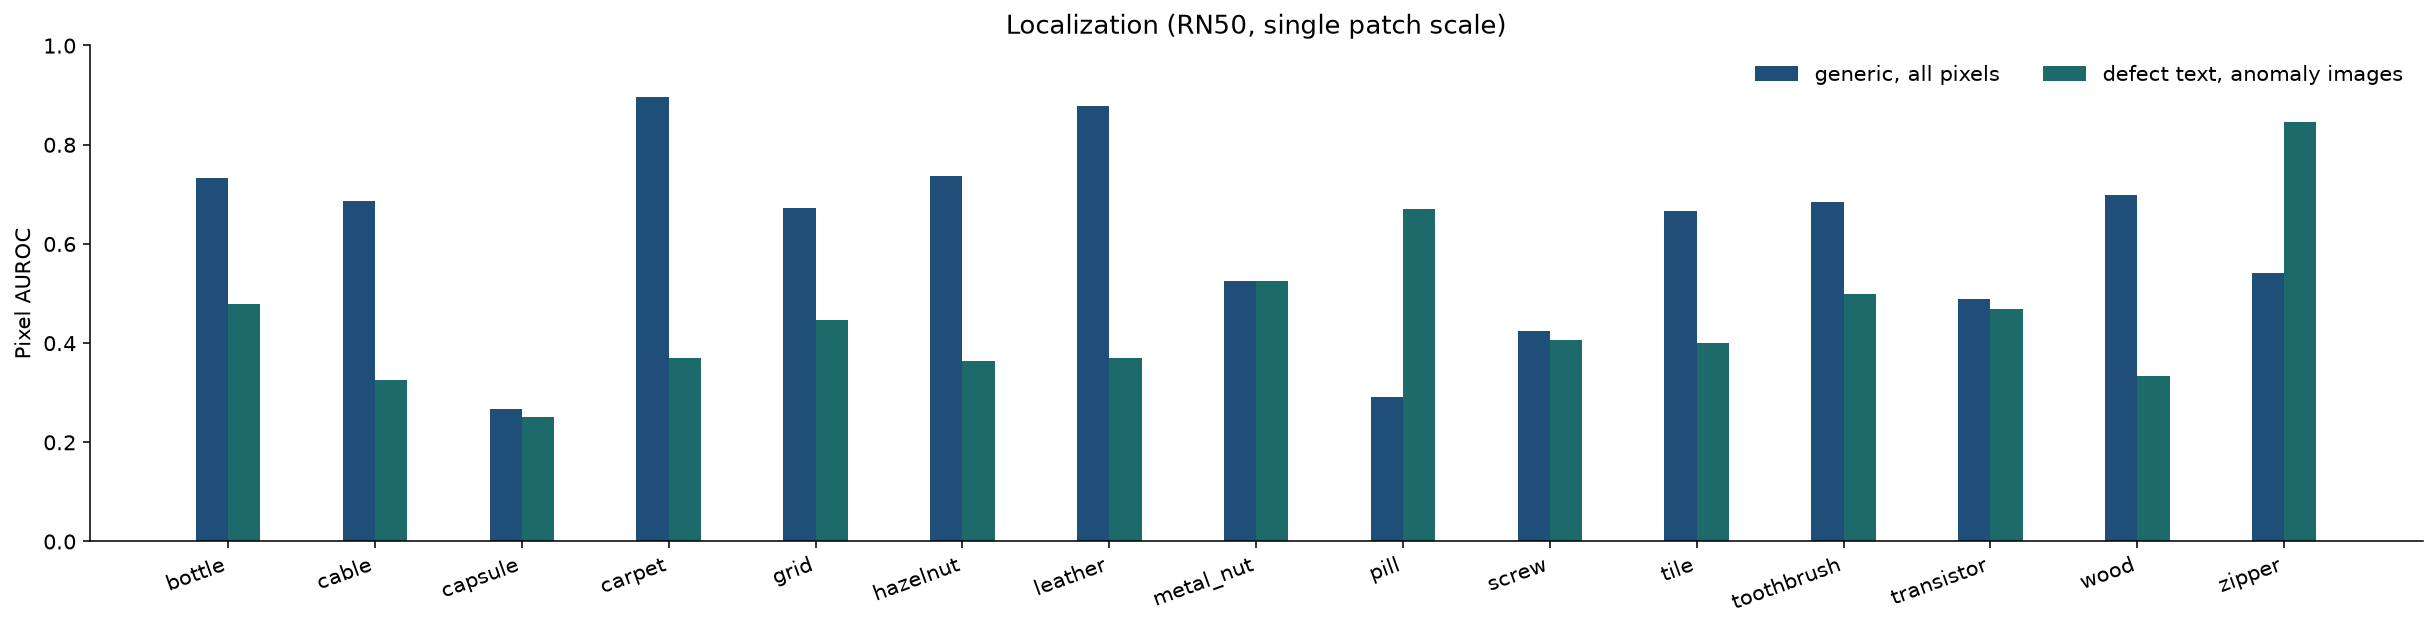 Localization (RN50, single patch scale)
generic, all pixels
defect text, anomaly images
Pixel AUROC
1.0
0.8
0.6
0.4
0.2
0.0
bottle
cable
capsule
carpet
grid
hazelnut
leather
metal_nut
pill
screw
tile
toothbrush
transistor
wood
zipper